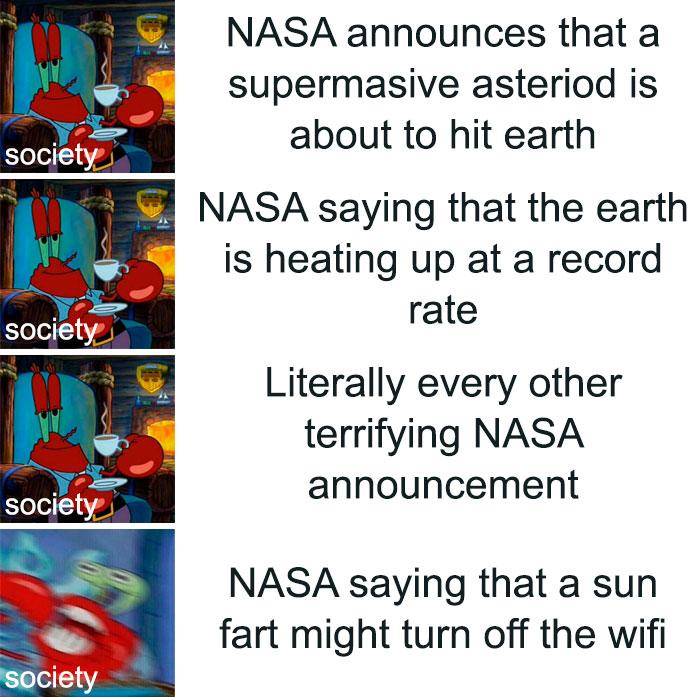 NASA announces that a
supermasive asteriod is
about to hit earth
society
NASA saying that the earth
is heating up at a record
rate
society
Literally every other
terrifying NASA
announcement
society
NASA saying that a sun
fart might turn off the wifi
society